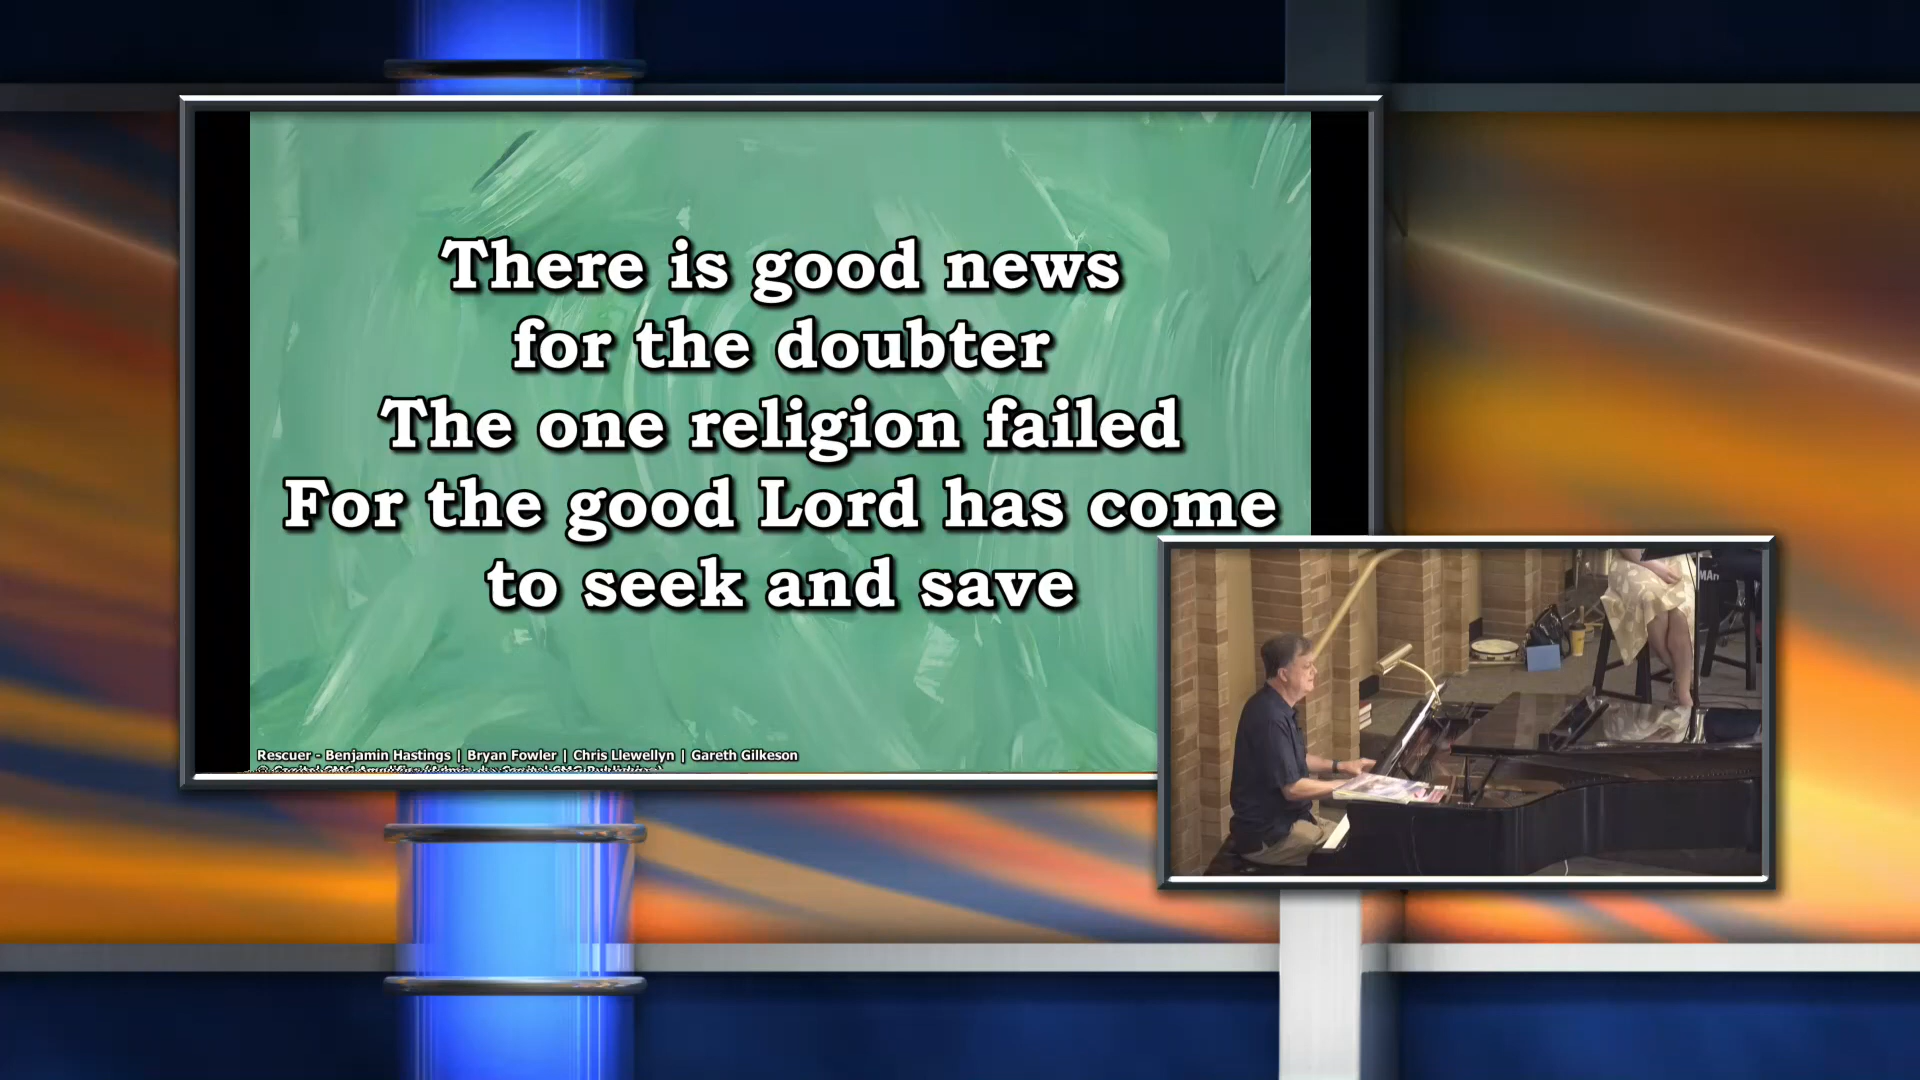 There is good news
for the doubter
The one religion failed
For the good Lord has come
to seek and save
Rescuer - Benjamin Hastings | Bryan Fowler | Chris Llewellyn | Gareth Gilkeson